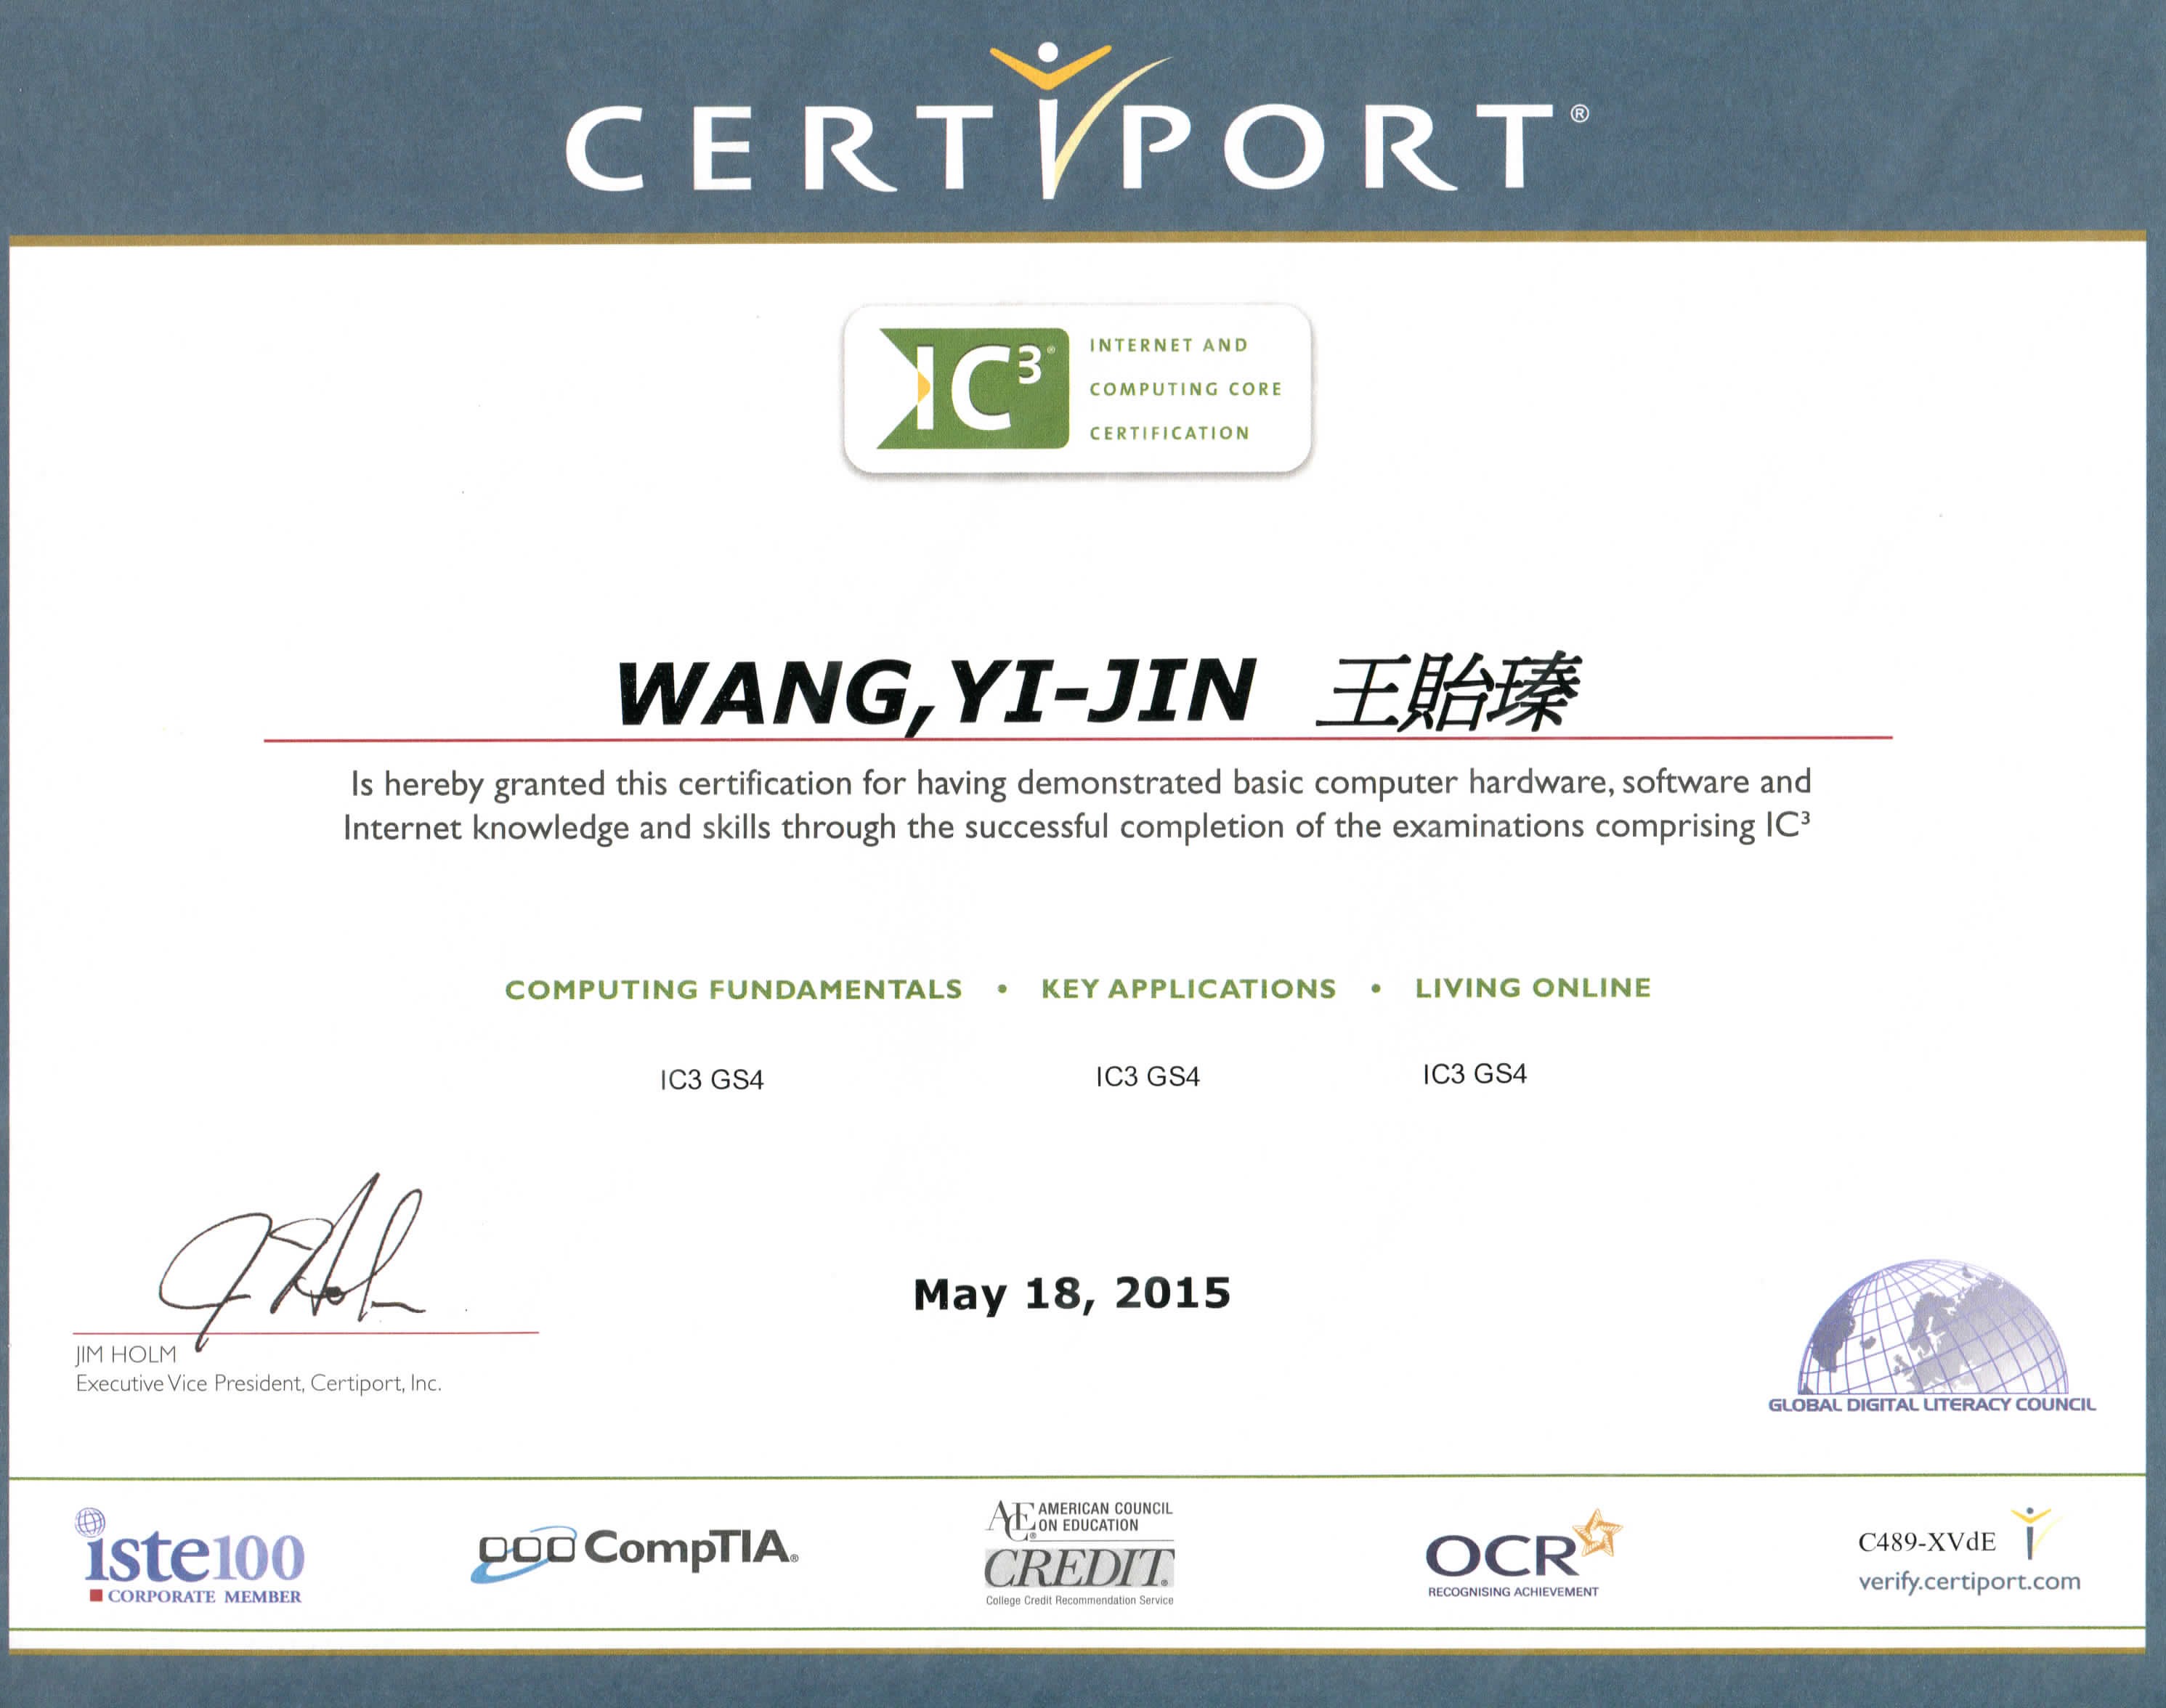 CERTIPORT®
IC³®
INTERNET AND
COMPUTING CORE
CERTIFICATION
WANG,YI-JIN 王貽瑧
Is hereby granted this certification for having demonstrated basic computer hardware, software and
Internet knowledge and skills through the successful completion of the examinations comprising IC³
COMPUTING FUNDAMENTALS • KEY APPLICATIONS • LIVING ONLINE
IC3 GS4 IC3 GS4 IC3 GS4
May 18, 2015
JIM HOLM
Executive Vice President, Certiport, Inc.
GLOBAL DIGITAL LITERACY COUNCIL
iste100
CORPORATE MEMBER
CompTIA®
ACE® AMERICAN COUNCIL
ON EDUCATION
CREDIT®
College Credit Recommendation Service
OCR
RECOGNISING ACHIEVEMENT
C489-XVdE
verify.certiport.com